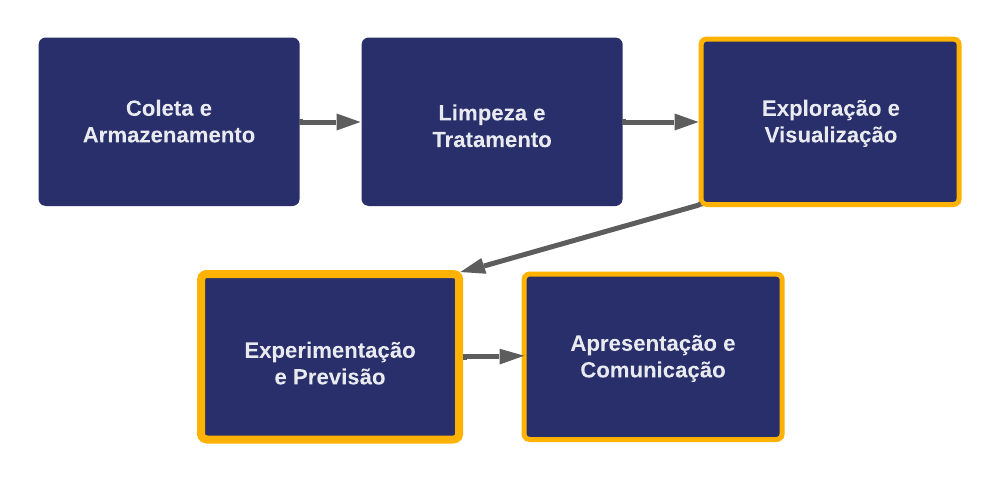 Coleta e
Armazenamento
Limpeza e
Tratamento
Exploração e
Visualização
Experimentação
e Previsão
Apresentação e
Comunicação